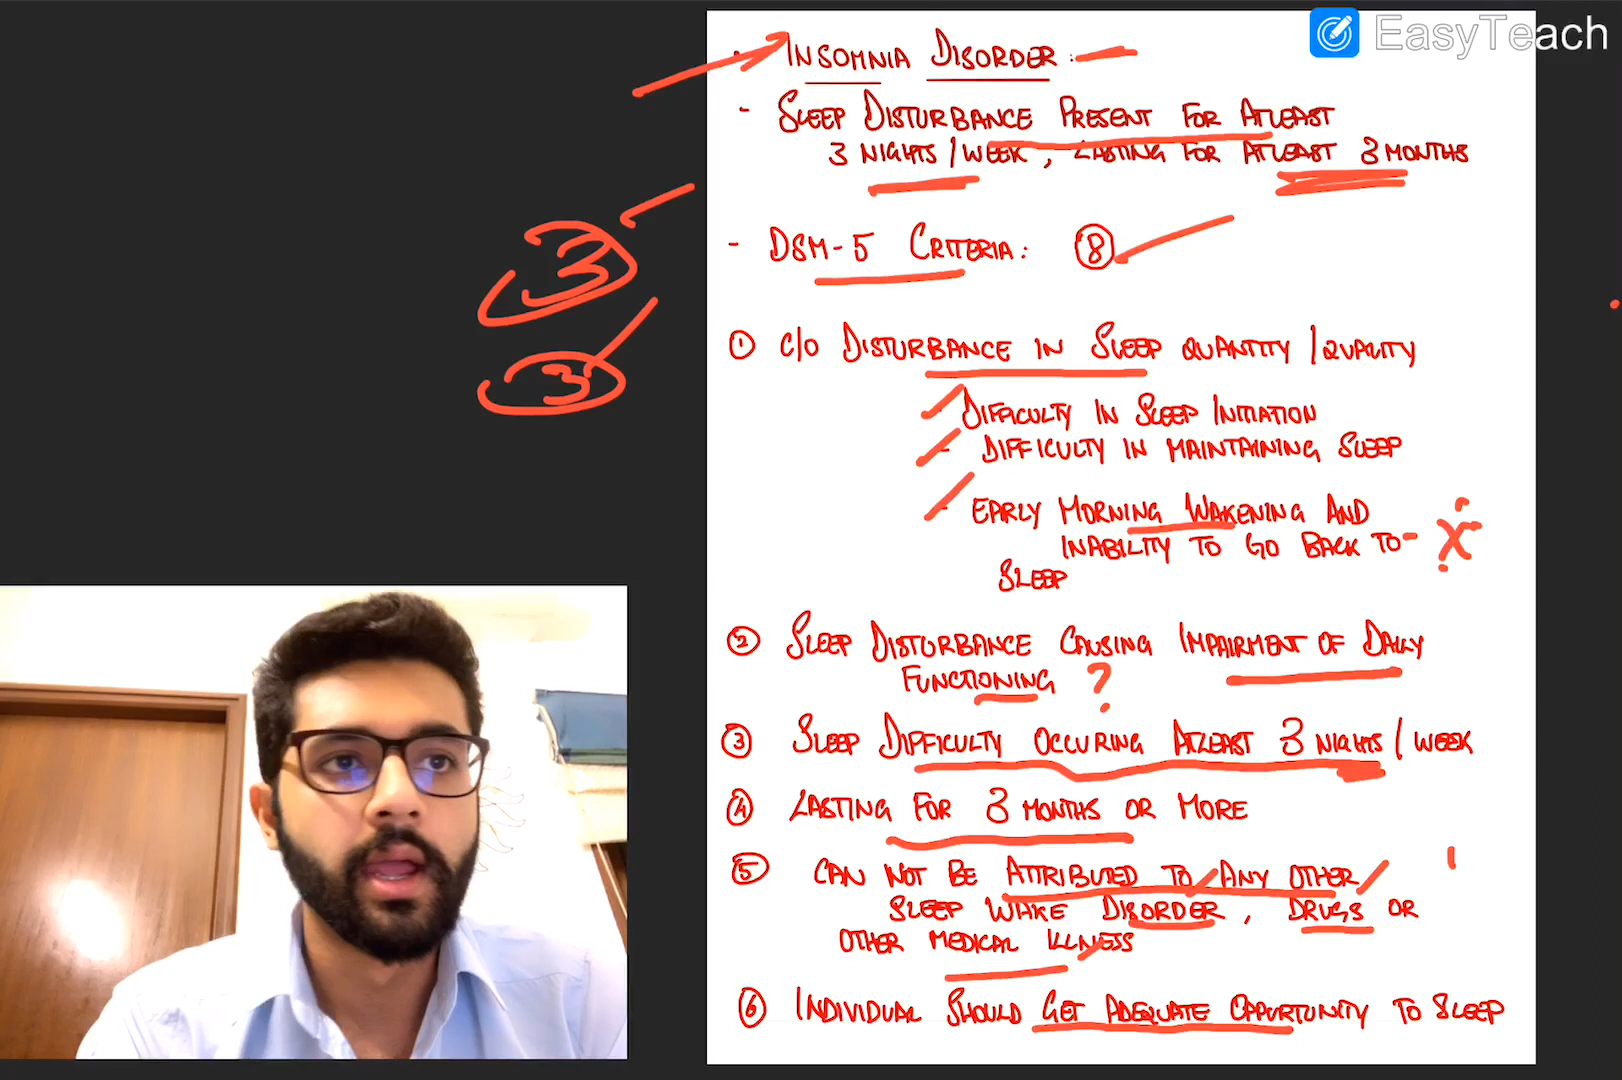 EasyTeach
INSOMNIA DISORDER:
- SLEEP DISTURBANCE PRESENT FOR ATLEAST
3 NIGHTS/WEEK, LASTING FOR ATLEAST 3 MONTHS
3
- DSM-5 CRITERIA: 8
3
1 C/O DISTURBANCE IN SLEEP QUANTITY/QUALITY
- DIFFICULTY IN SLEEP INITIATION
- DIFFICULTY IN MAINTAINING SLEEP
- EARLY MORNING WAKENING AND
INABILITY TO GO BACK TO-
SLEEP
2 SLEEP DISTURBANCE CAUSING IMPAIRMENT OF DAILY
FUNCTIONING ?
3 SLEEP DIFFICULTY OCCURING ATLEAST 3 NIGHTS/WEEK
4 LASTING FOR 3 MONTHS OR MORE
5 CAN NOT BE ATTRIBUTED TO ANY OTHER
SLEEP WAKE DISORDER, DRUGS OR
OTHER MEDICAL ILLNESS
6 INDIVIDUAL SHOULD GET ADEQUATE OPPORTUNITY TO SLEEP